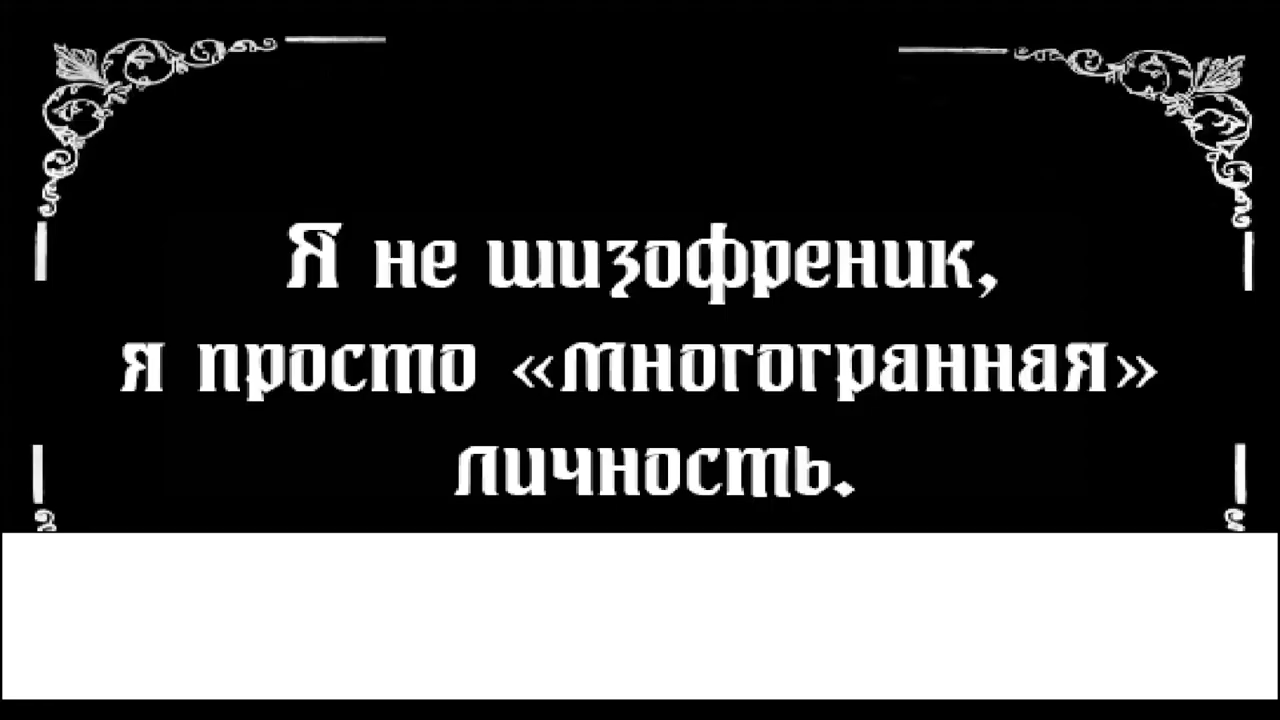 Я не шизофреник,
я просто «многогранная»
личность.